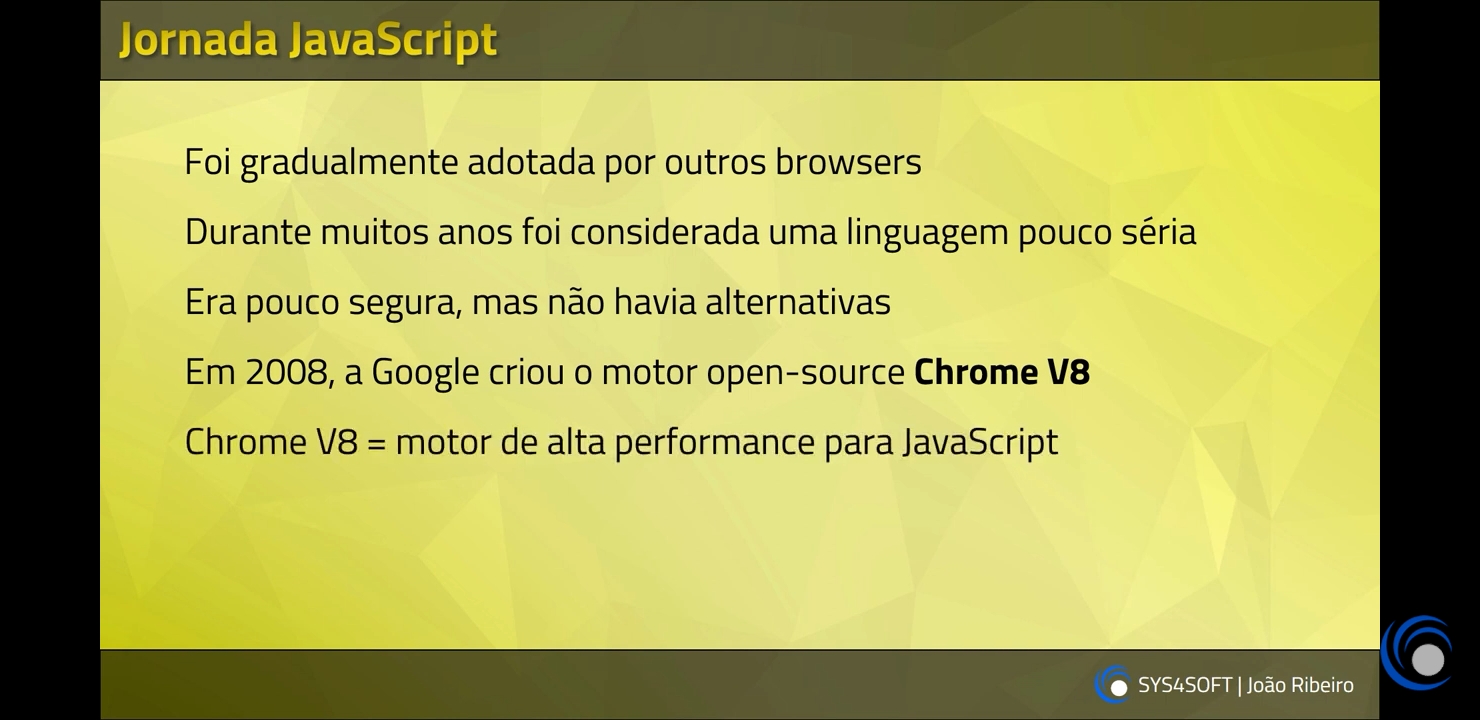 Jornada JavaScript
Foi gradualmente adotada por outros browsers
Durante muitos anos foi considerada uma linguagem pouco séria
Era pouco segura, mas não havia alternativas
Em 2008, a Google criou o motor open-source Chrome V8
Chrome V8 = motor de alta performance para JavaScript
SYS4SOFT | João Ribeiro